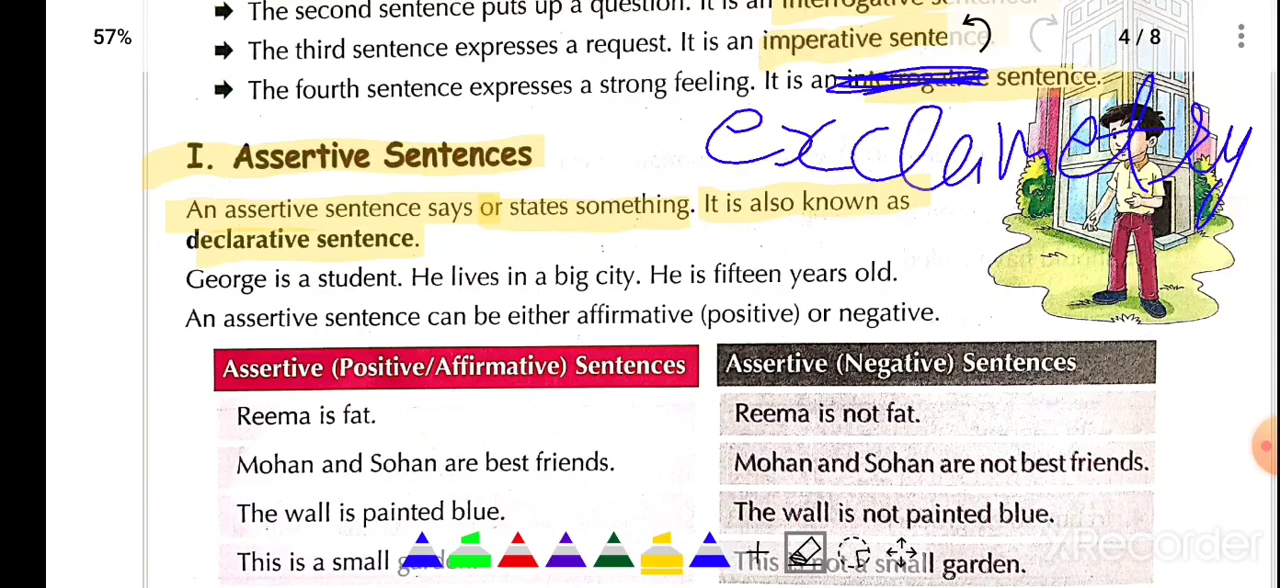 The second sentence puts up a question. It is an interrogative sentence.
57%
The third sentence expresses a request. It is an imperative sentence.
4 / 8
The fourth sentence expresses a strong feeling. It is an sentence.
exclametry
I. Assertive Sentences
An assertive sentence says or states something. It is also known as
declarative sentence.
George is a student. He lives in a big city. He is fifteen years old.
An assertive sentence can be either affirmative (positive) or negative.
Assertive (Positive/Affirmative) Sentences
Assertive (Negative) Sentences
Reema is fat.
Reema is not fat.
Mohan and Sohan are best friends.
Mohan and Sohan are not best friends.
The wall is painted blue.
The wall is not painted blue.
This is a small
This not a small garden.
XRecorder